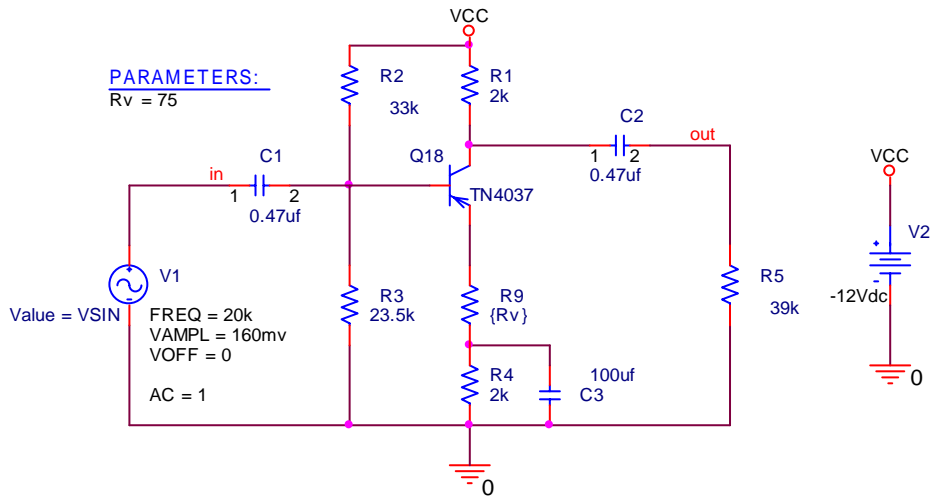 VCC
PARAMETERS:
Rv = 75
R2
33k
R1
2k
C2
out
1
2
0.47uf
VCC
Q18
TN4037
in
C1
1
2
0.47uf
V2
-12Vdc
0
V1
Value = VSIN
FREQ = 20k
VAMPL = 160mv
VOFF = 0
AC = 1
R3
23.5k
R9
{Rv}
R5
39k
R4
2k
100uf
C3
0